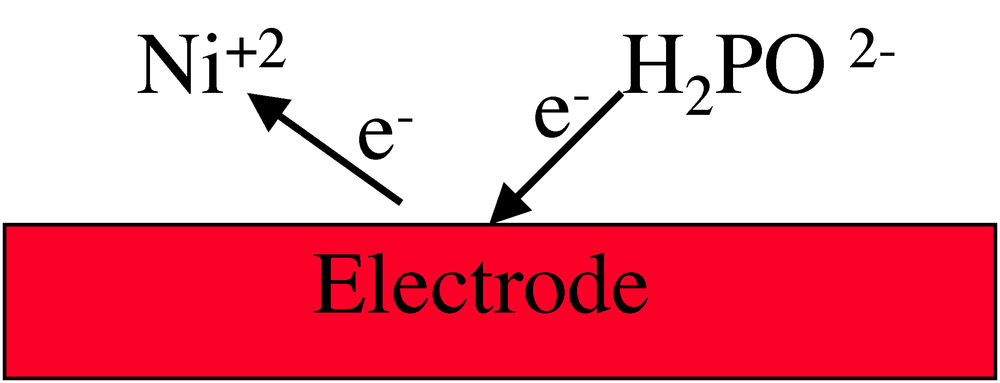 Ni⁺² H₂PO ²⁻
e⁻ e⁻
Electrode